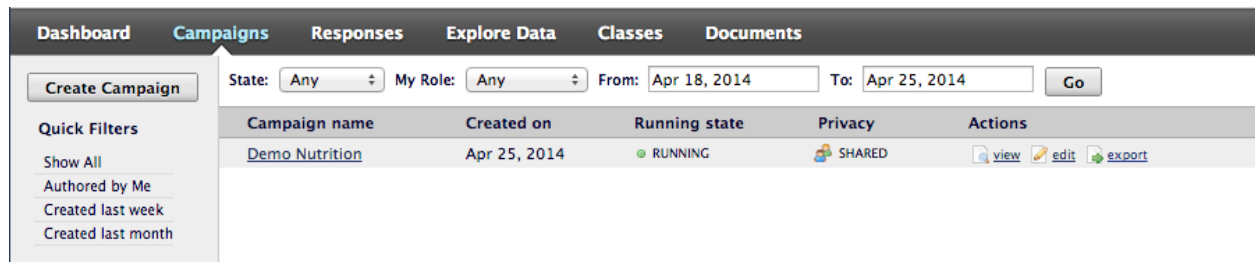 Dashboard Campaigns Responses Explore Data Classes Documents
Create Campaign
State: Any My Role: Any From: Apr 18, 2014 To: Apr 25, 2014 Go
Quick Filters
Show All
Authored by Me
Created last week
Created last month
Campaign name Created on Running state Privacy Actions
Demo Nutrition Apr 25, 2014 RUNNING SHARED view edit export